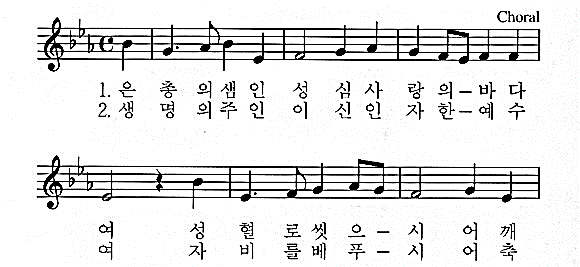 Choral
1. 은 총 의 샘 인 성 심 사 랑 의 - 바 다
2. 생 명 의 주 인 이 신 인 자 한 - 예 수
여 성 혈 로 씻 으 - 시 어 깨
여 자 비 를 베 푸 - 시 어 축